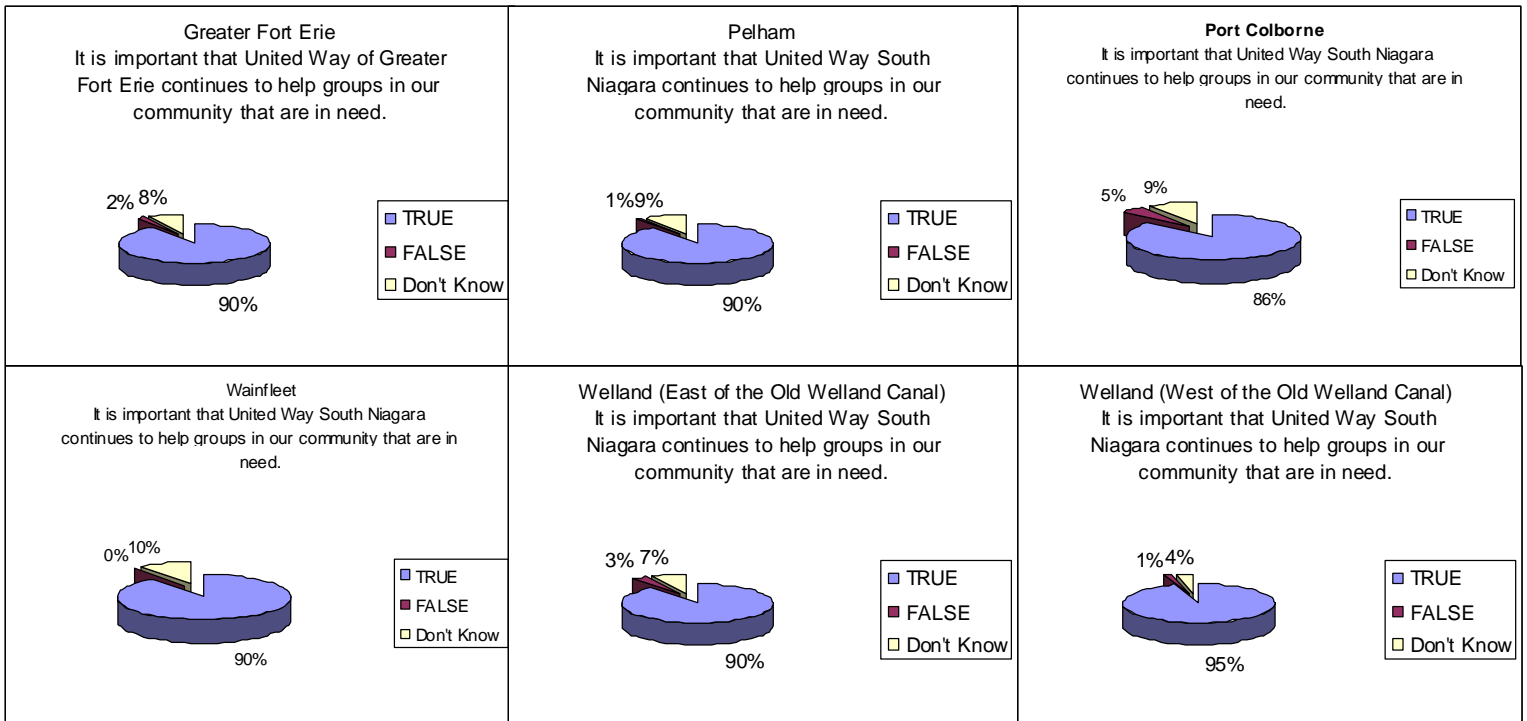 Greater Fort Erie
It is important that United Way of Greater
Fort Erie continues to help groups in our
community that are in need.
2% 8%
90%
TRUE
FALSE
Don't Know
Pelham
It is important that United Way South
Niagara continues to help groups in our
community that are in need.
1% 9%
90%
TRUE
FALSE
Don't Know
Port Colborne
It is important that United Way South Niagara
continues to help groups in our community that are in
need.
5% 9%
86%
TRUE
FALSE
Don't Know
Wainfleet
It is important that United Way South Niagara
continues to help groups in our community that are in
need.
0% 10%
90%
TRUE
FALSE
Don't Know
Welland (East of the Old Welland Canal)
It is important that United Way South
Niagara continues to help groups in our
community that are in need.
3% 7%
90%
TRUE
FALSE
Don't Know
Welland (West of the Old Welland Canal)
It is important that United Way South
Niagara continues to help groups in our
community that are in need.
1% 4%
95%
TRUE
FALSE
Don't Know